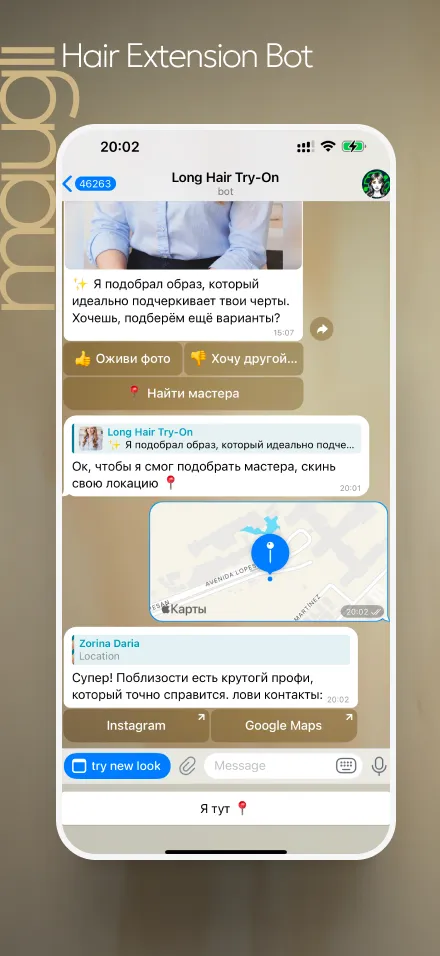 Hair Extension Bot
maugli
20:02
46263
Long Hair Try-On
bot
✨ Я подобрал образ, который
идеально подчеркивает твои черты.
Хочешь, подберём ещё варианты?
15:07
👍 Оживи фото
👎 Хочу другой...
📍 Найти мастера
Long Hair Try-On
✨ Я подобрал образ, который идеально подче...
Ок, чтобы я смог подобрать мастера, скинь
свою локацию 📍
20:01
AVENIDA LOPES
MARTÍNEZ
Карты
20:02
Zorina Daria
Location
Супер! Поблизости есть крутогй профи,
который точно справится. лови контакты:
20:02
Instagram
Google Maps
try new look
Message
Я тут 📍